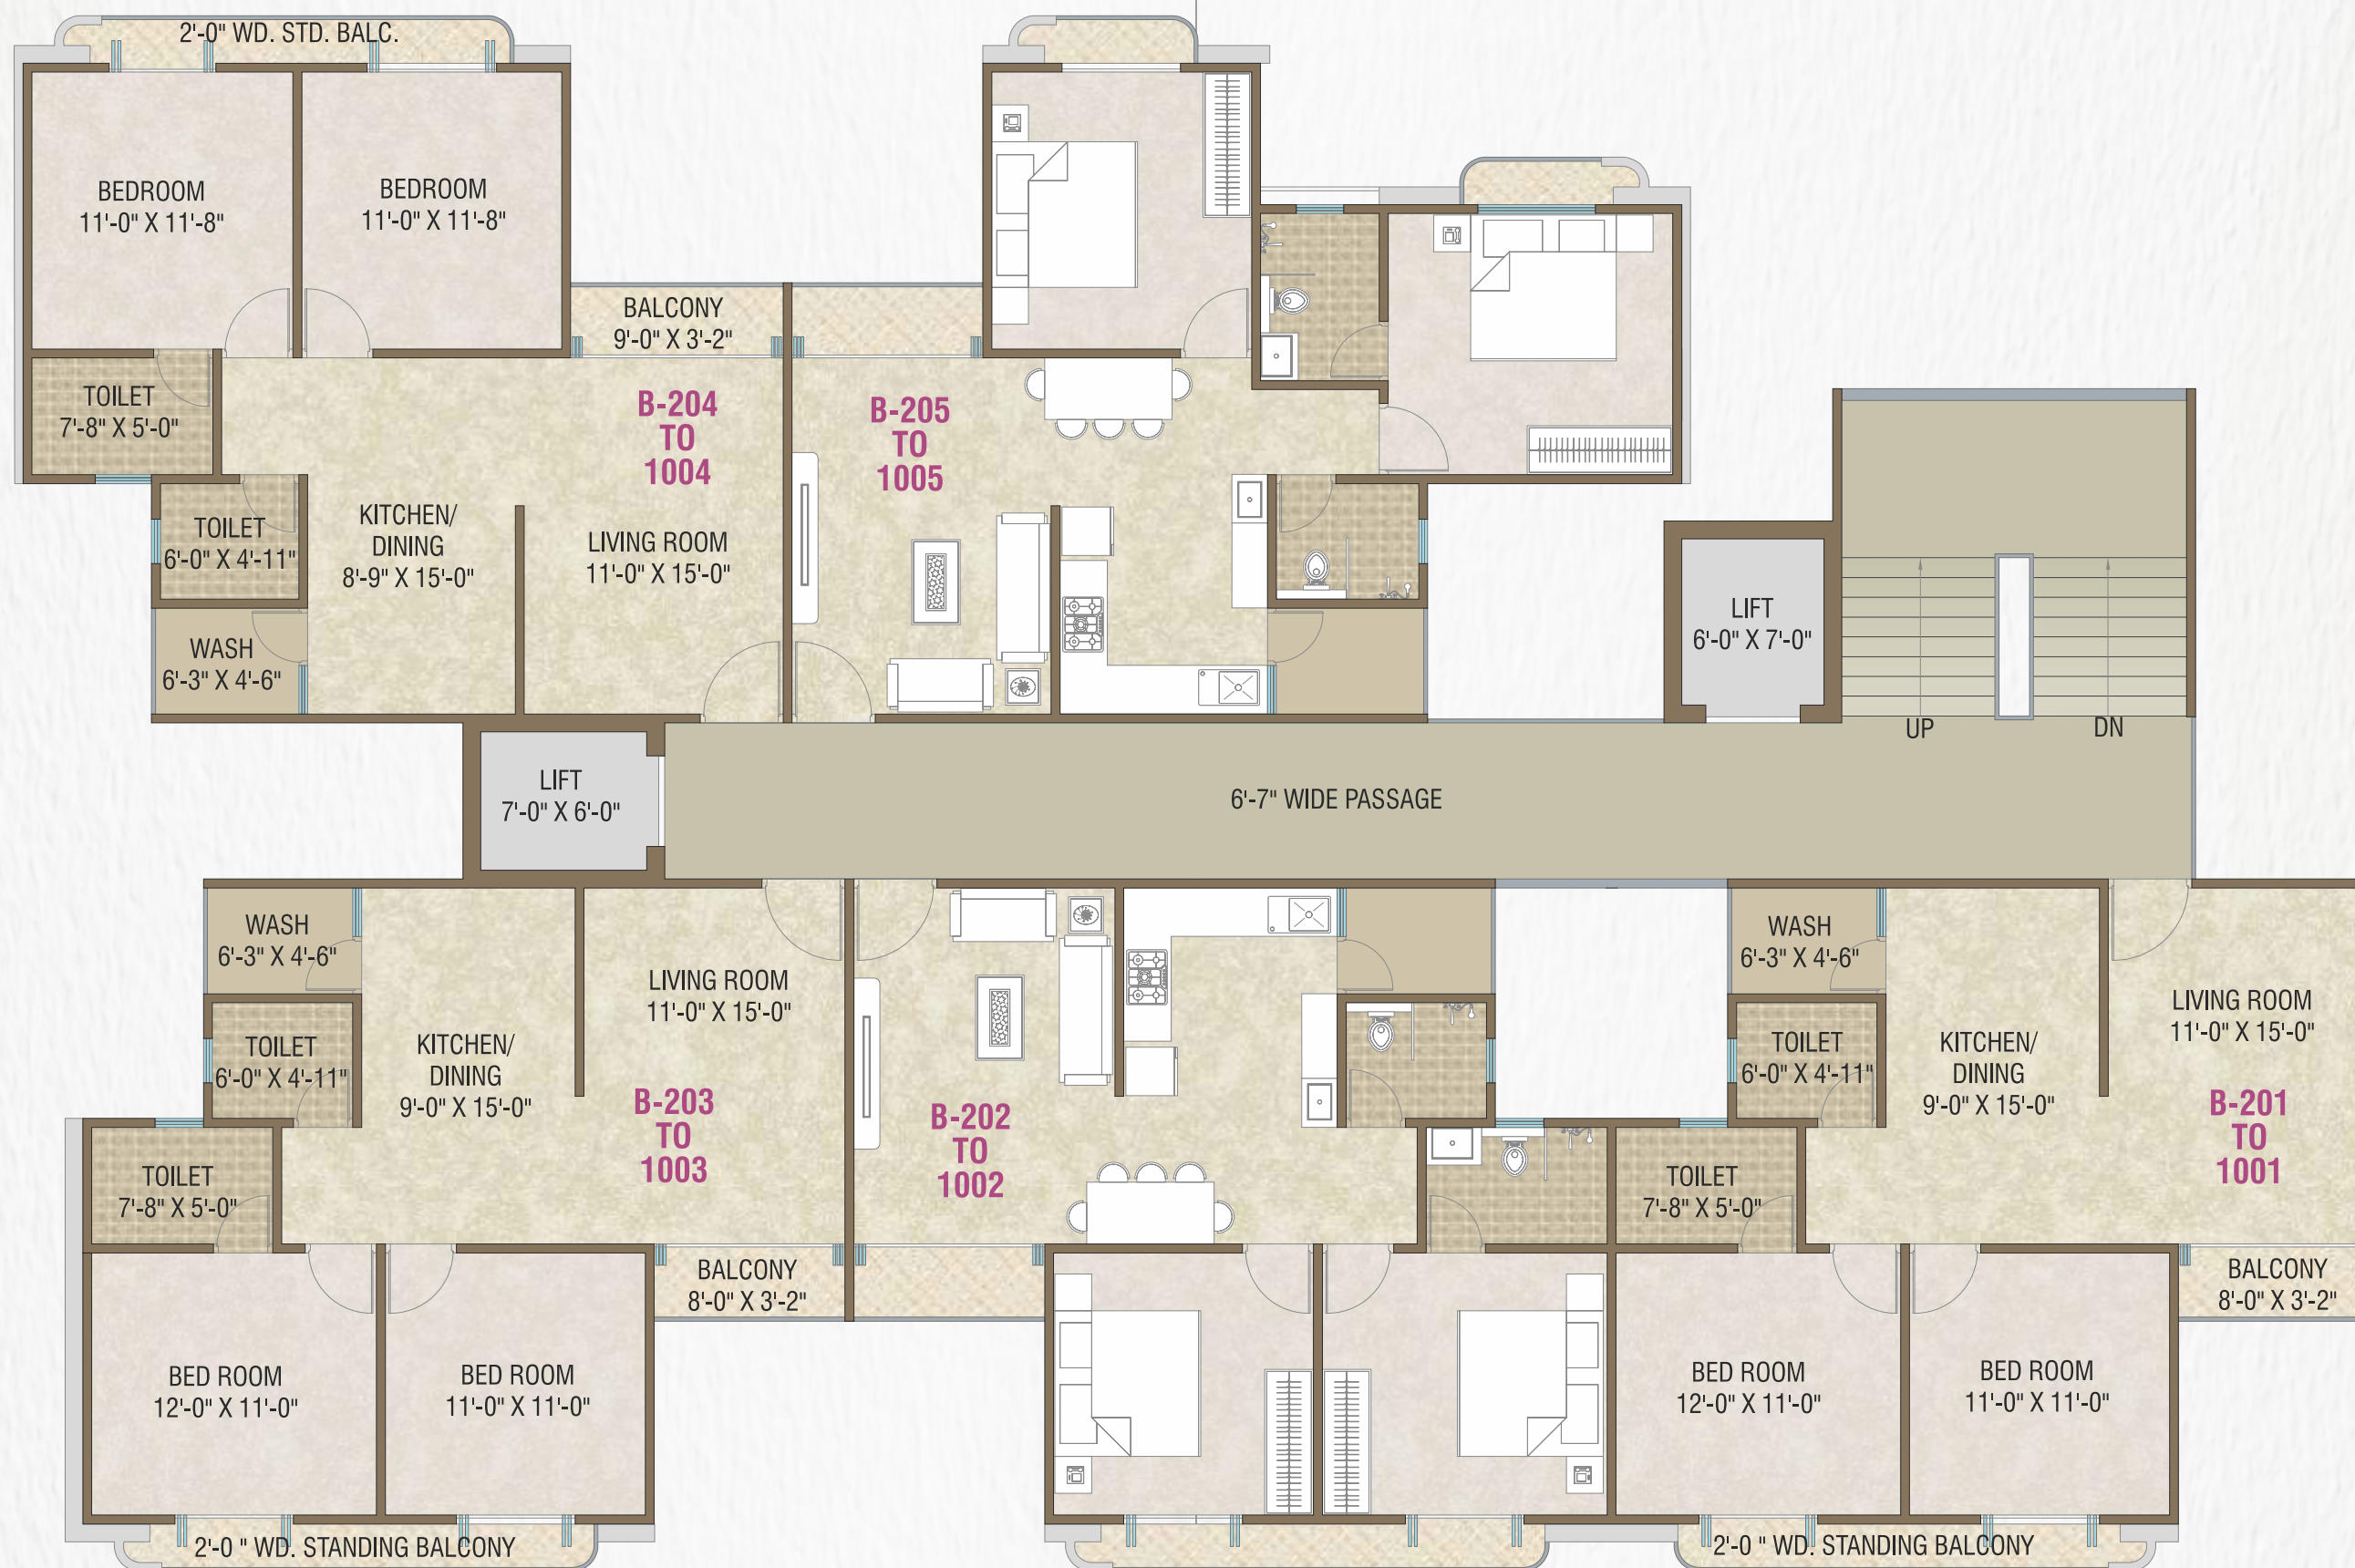 2'-0" WD. STD. BALC.
BEDROOM
11'-0" X 11'-8"
BEDROOM
11'-0" X 11'-8"
BALCONY
9'-0" X 3'-2"
TOILET
7'-8" X 5'-0"
B-204
TO
1004
B-205
TO
1005
TOILET
6'-0" X 4'-11"
KITCHEN/
DINING
8'-9" X 15'-0"
LIVING ROOM
11'-0" X 15'-0"
WASH
6'-3" X 4'-6"
LIFT
6'-0" X 7'-0"
UP
DN
LIFT
7'-0" X 6'-0"
6'-7" WIDE PASSAGE
WASH
6'-3" X 4'-6"
LIVING ROOM
11'-0" X 15'-0"
TOILET
6'-0" X 4'-11"
KITCHEN/
DINING
9'-0" X 15'-0"
B-203
TO
1003
B-202
TO
1002
TOILET
7'-8" X 5'-0"
BALCONY
8'-0" X 3'-2"
BED ROOM
12'-0" X 11'-0"
BED ROOM
11'-0" X 11'-0"
2'-0 " WD. STANDING BALCONY
WASH
6'-3" X 4'-6"
LIVING ROOM
11'-0" X 15'-0"
TOILET
6'-0" X 4'-11"
KITCHEN/
DINING
9'-0" X 15'-0"
B-201
TO
1001
TOILET
7'-8" X 5'-0"
BALCONY
8'-0" X 3'-2"
BED ROOM
12'-0" X 11'-0"
BED ROOM
11'-0" X 11'-0"
2'-0 " WD. STANDING BALCONY